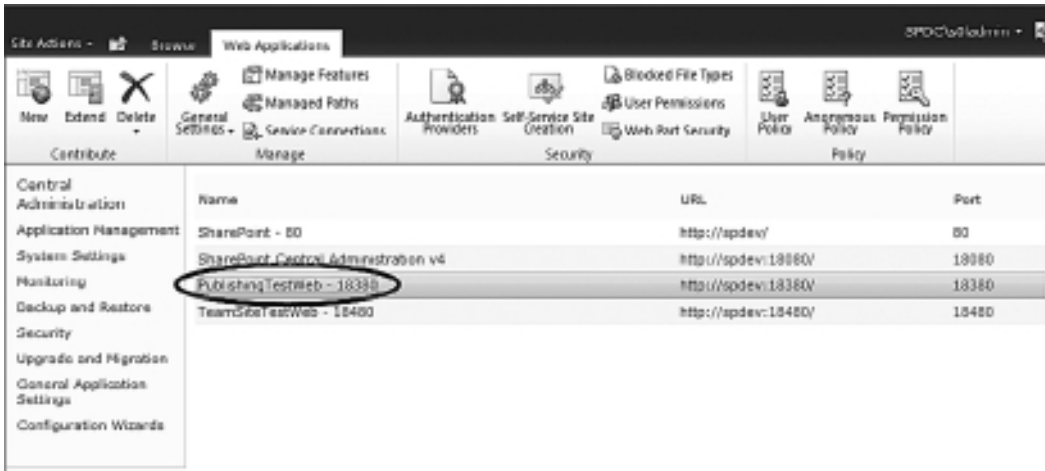 Site Actions
Browse
Web Applications
New
Extend
Delete
Contribute
General Settings
Manage Features
Managed Paths
Service Connections
Manage
Authentication Providers
Self-Service Site Creation
Blocked File Types
User Permissions
Web Part Security
Security
User Policy
Anonymous Policy
Permission Policy
Policy
Central
Administration
Application Management
System Settings
Monitoring
Backup and Restore
Security
Upgrade and Migration
General Application
Settings
Configuration Wizards
Name URL Port
SharePoint - 80 http://spdev/ 80
SharePoint Central Administration v4 http://spdev:18080/ 18080
PublishingTestWeb - 18380 http://spdev:18380/ 18380
TeamSiteTestWeb - 18480 http://spdev:18480/ 18480